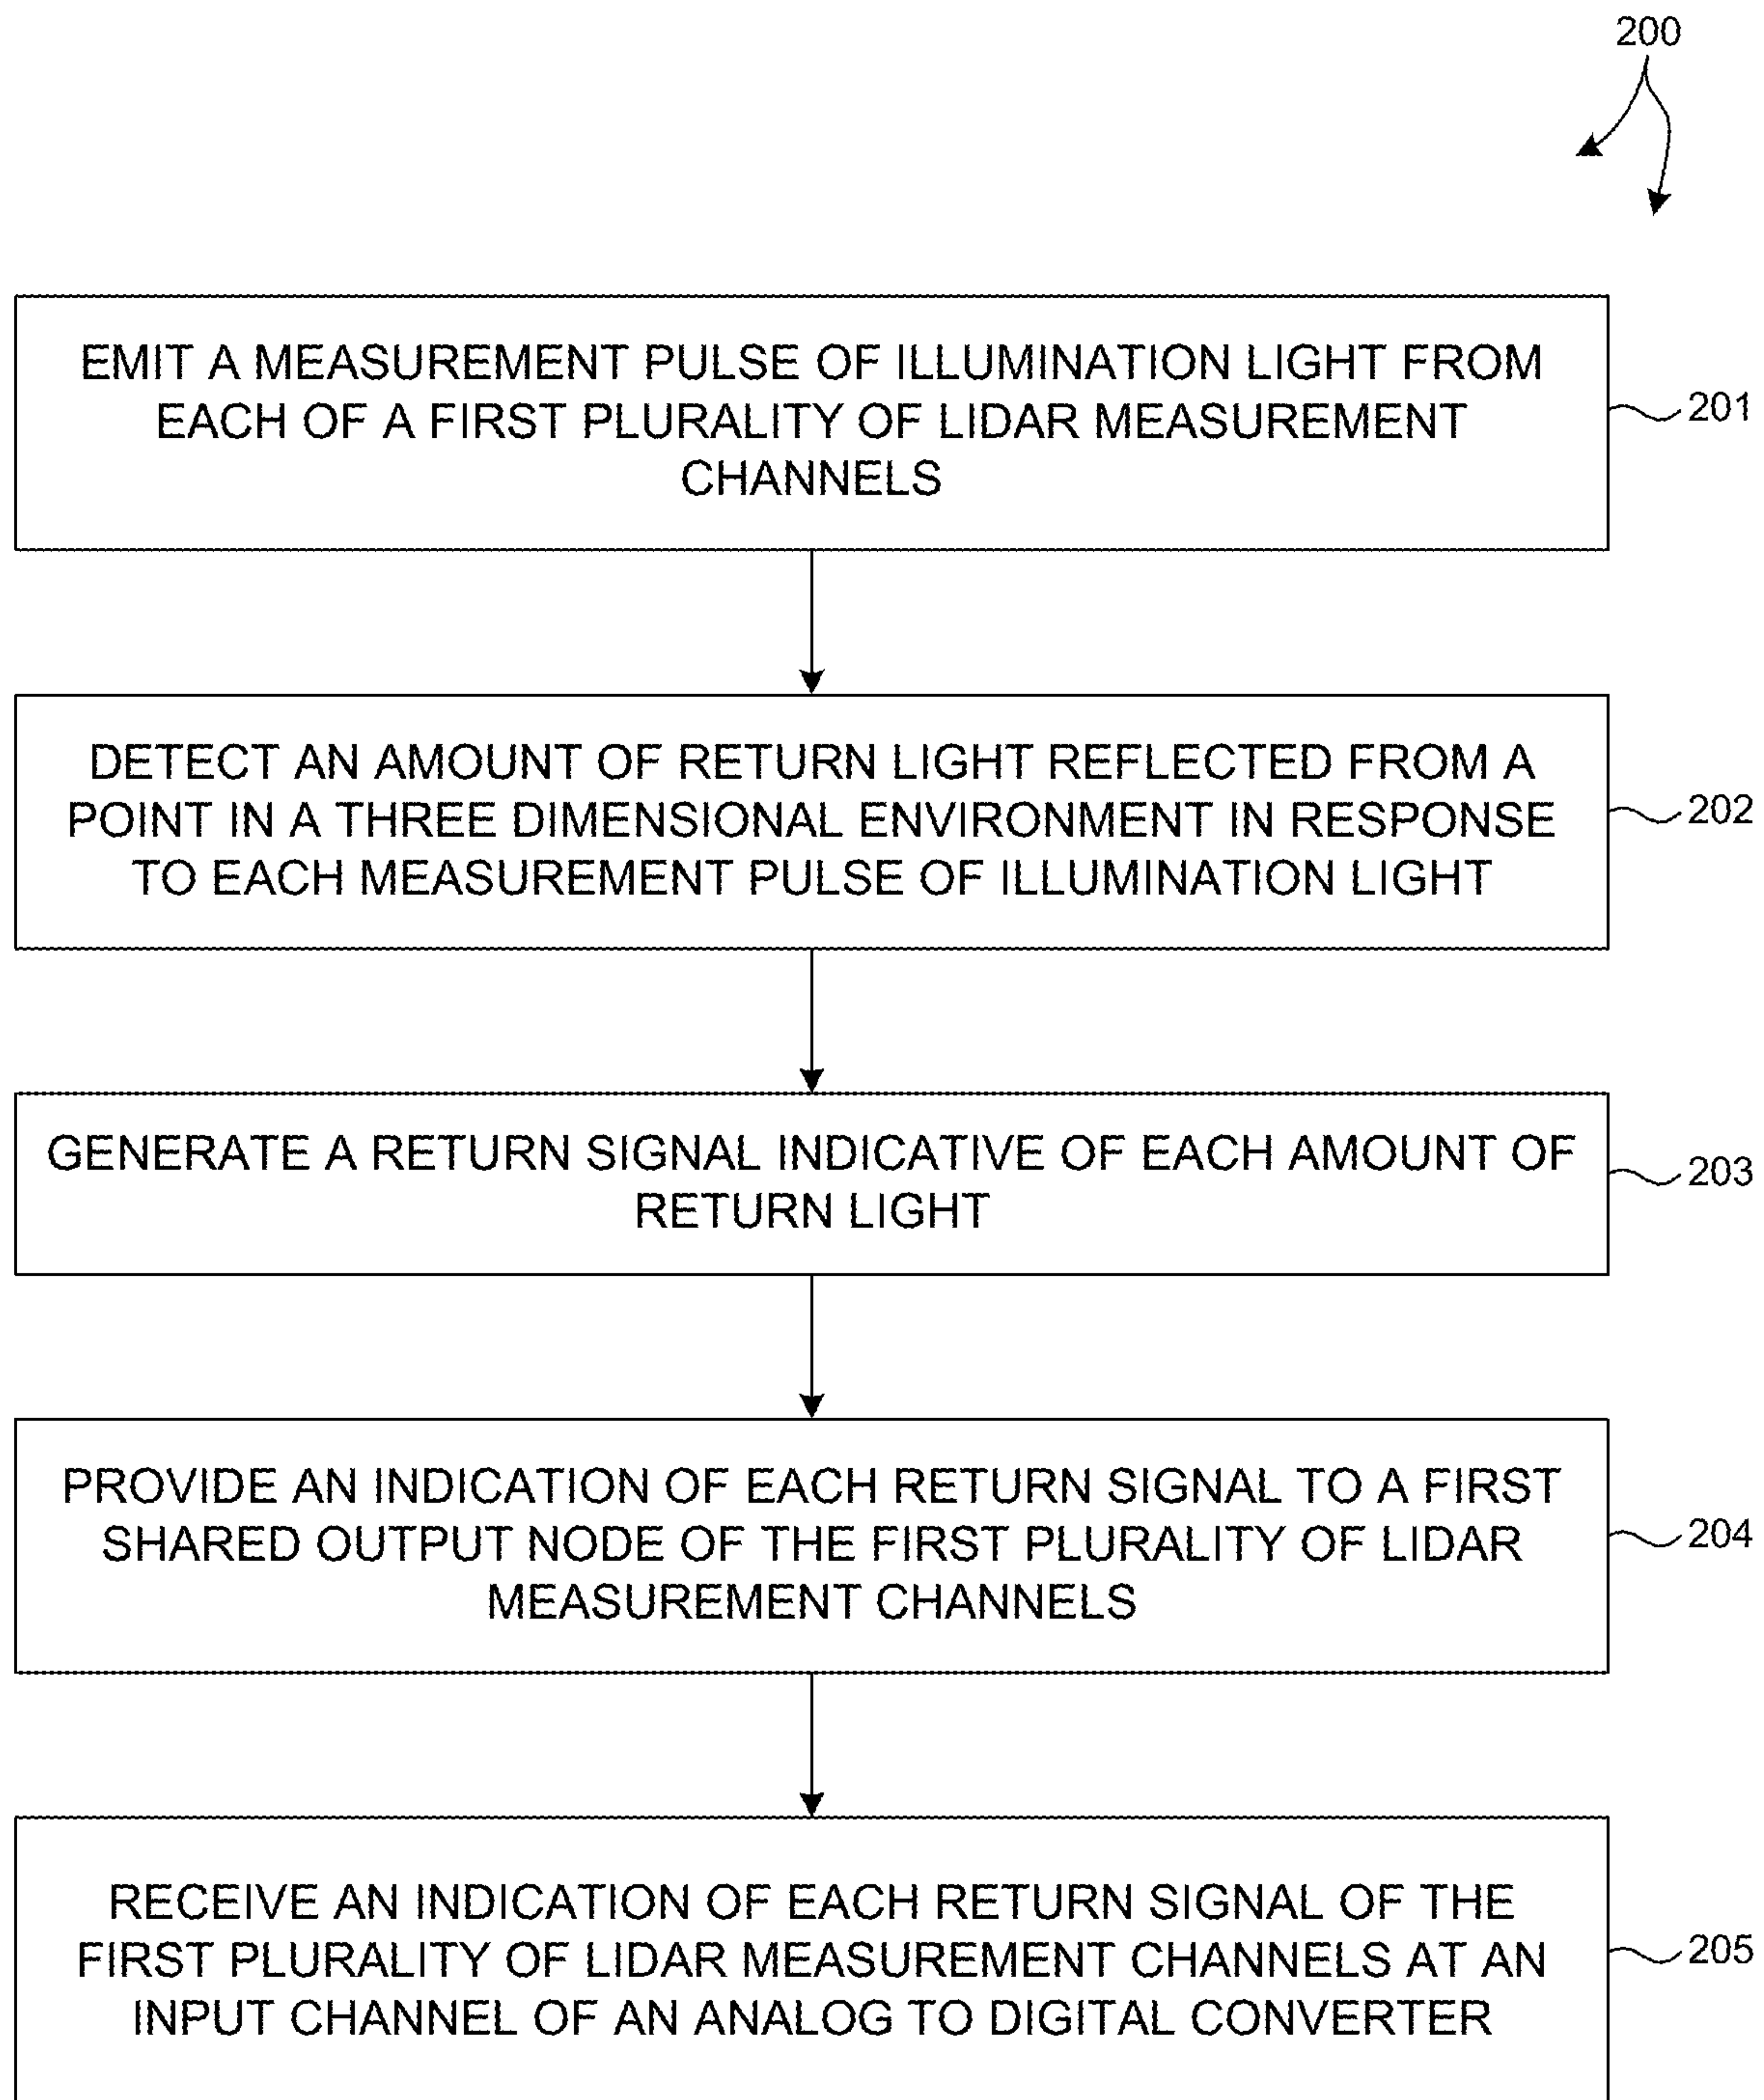 200
EMIT A MEASUREMENT PULSE OF ILLUMINATION LIGHT FROM
EACH OF A FIRST PLURALITY OF LIDAR MEASUREMENT
CHANNELS
201
DETECT AN AMOUNT OF RETURN LIGHT REFLECTED FROM A
POINT IN A THREE DIMENSIONAL ENVIRONMENT IN RESPONSE
TO EACH MEASUREMENT PULSE OF ILLUMINATION LIGHT
202
GENERATE A RETURN SIGNAL INDICATIVE OF EACH AMOUNT OF
RETURN LIGHT
203
PROVIDE AN INDICATION OF EACH RETURN SIGNAL TO A FIRST
SHARED OUTPUT NODE OF THE FIRST PLURALITY OF LIDAR
MEASUREMENT CHANNELS
204
RECEIVE AN INDICATION OF EACH RETURN SIGNAL OF THE
FIRST PLURALITY OF LIDAR MEASUREMENT CHANNELS AT AN
INPUT CHANNEL OF AN ANALOG TO DIGITAL CONVERTER
205